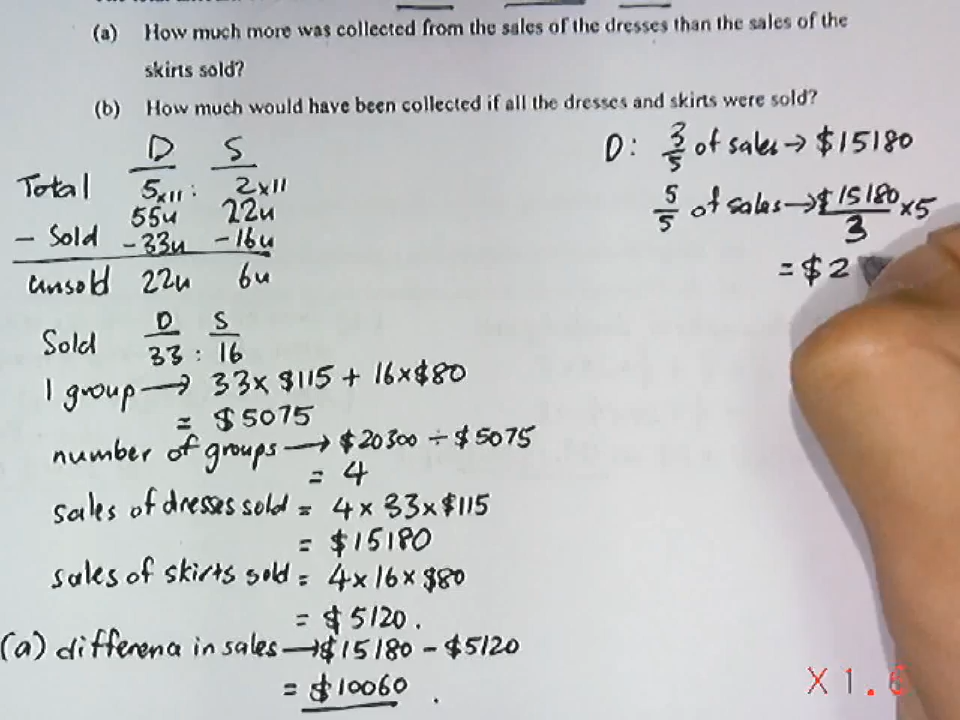 (a) How much more was collected from the sales of the dresses than the sales of the
skirts sold?
(b) How much would have been collected if all the dresses and skirts were sold?
D S
Total 5x11 : 2x11
55u 22u
- Sold -33u -16u
unsold 22u 6u
Sold D S
33 : 16
1 group → 33 x $115 + 16 x $80
= $5075
number of groups → $20300 ÷ $5075
= 4
sales of dresses sold = 4 x 33 x $115
= $15180
sales of skirts sold = 4 x 16 x $80
= $5120.
(a) difference in sales → $15180 - $5120
= $10060.
D: 3/5 of sales → $15180
5/5 of sales → $15180/3 x 5
= $2
X1.6